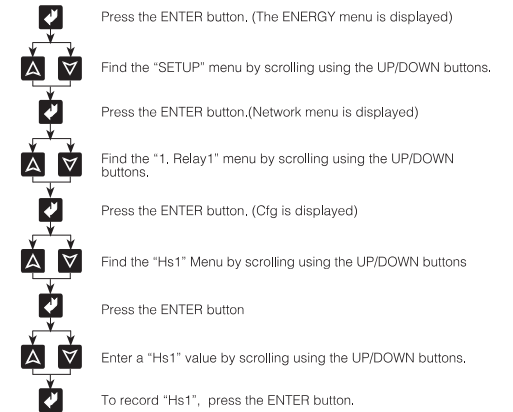 Press the ENTER button. (The ENERGY menu is displayed)
Find the “SETUP” menu by scrolling using the UP/DOWN buttons.
Press the ENTER button.(Network menu is displayed)
Find the “1. Relay1” menu by scrolling using the UP/DOWN
buttons.
Press the ENTER button. (Cfg is displayed)
Find the “Hs1” Menu by scrolling using the UP/DOWN buttons
Press the ENTER button
Enter a “Hs1” value by scrolling using the UP/DOWN buttons.
To record “Hs1”, press the ENTER button.